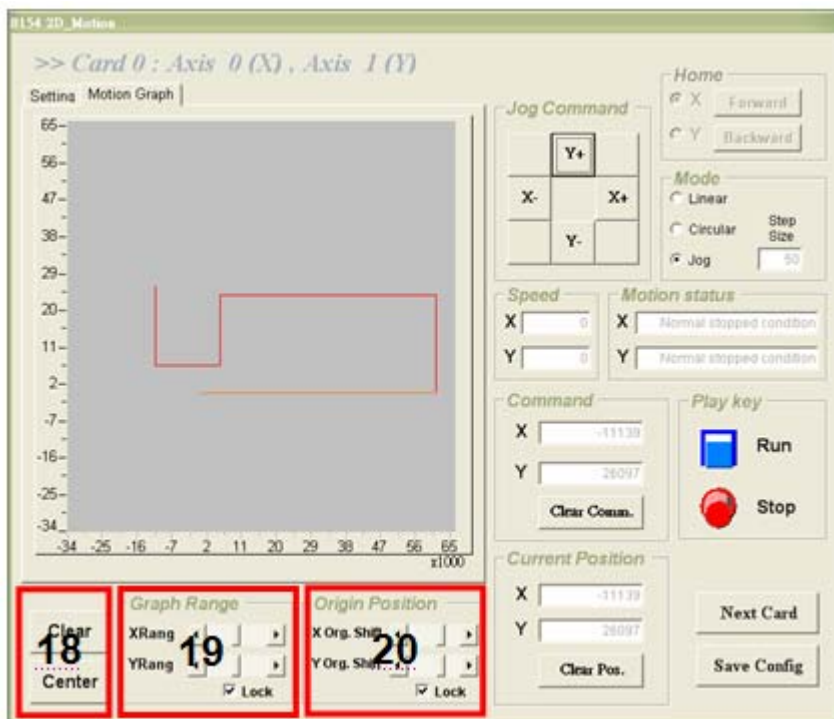 8154 2D_Motion
>> Card 0 : Axis 0 (X) , Axis 1 (Y)
Setting Motion Graph
65
56
47
38
29
20
11
2
-7
-16
-25
-34
-34 -25 -16 -7 2 11 20 29 38 47 56 65
x1000
Jog Command
Y+
X- X+
Y-
Home
X Forward
Y Backward
Mode
Linear
Circular
Step Size
Jog 50
Speed
X 0
Y 0
Motion status
X Normal stopped condition
Y Normal stopped condition
Command
X -11139
Y 26097
Clear Comm.
Play key
Run
Stop
Current Position
X -11139
Y 26097
Clear Pos.
Next Card
Save Config
Clear
18
Center
Graph Range
XRang
19
YRang
Lock
Origin Position
X Org. Shift
20
Y Org. Shift
Lock